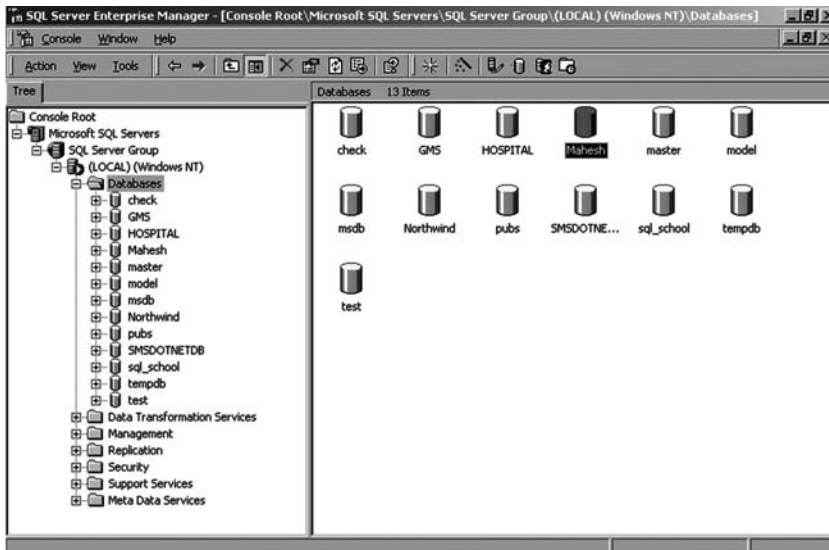 SQL Server Enterprise Manager - [Console Root\Microsoft SQL Servers\SQL Server Group\(LOCAL) (Windows NT)\Databases]
Console Window Help
Action View Tools
Tree
Databases 13 Items
Console Root
Microsoft SQL Servers
SQL Server Group
(LOCAL) (Windows NT)
Databases
check
GMS
HOSPITAL
Mahesh
master
model
msdb
Northwind
pubs
SMSDOTNETDB
sql_school
tempdb
test
Data Transformation Services
Management
Replication
Security
Support Services
Meta Data Services
check GMS HOSPITAL Mahesh master model
msdb Northwind pubs SMSDOTNE... sql_school tempdb
test